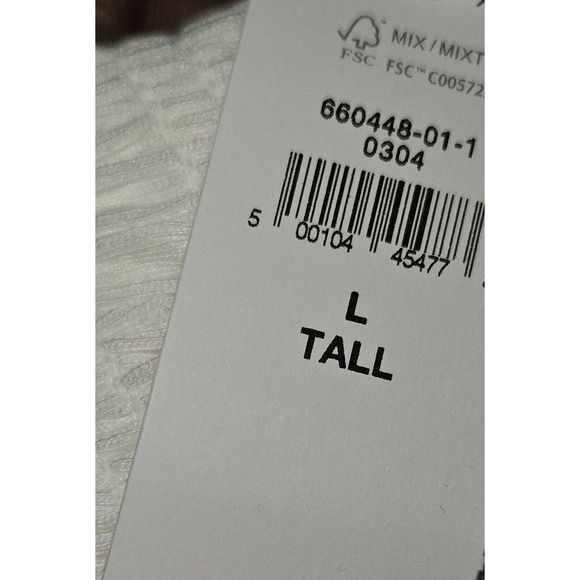 MIX / MIXT
FSC FSC™ C00572
660448-01-1
0304
5 00104 45477
L
TALL